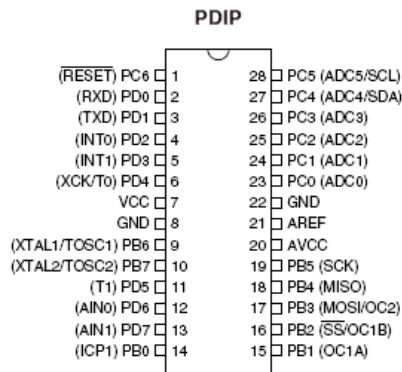 PDIP
(RESET) PC6 1 28 PC5 (ADC5/SCL)
(RXD) PD0 2 27 PC4 (ADC4/SDA)
(TXD) PD1 3 26 PC3 (ADC3)
(INT0) PD2 4 25 PC2 (ADC2)
(INT1) PD3 5 24 PC1 (ADC1)
(XCK/T0) PD4 6 23 PC0 (ADC0)
VCC 7 22 GND
GND 8 21 AREF
(XTAL1/TOSC1) PB6 9 20 AVCC
(XTAL2/TOSC2) PB7 10 19 PB5 (SCK)
(T1) PD5 11 18 PB4 (MISO)
(AIN0) PD6 12 17 PB3 (MOSI/OC2)
(AIN1) PD7 13 16 PB2 (SS/OC1B)
(ICP1) PB0 14 15 PB1 (OC1A)